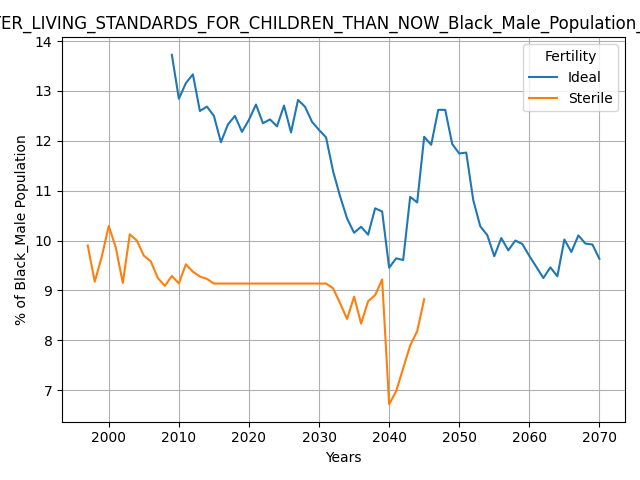 TER_LIVING_STANDARDS_FOR_CHILDREN_THAN_NOW_Black_Male_Population_
14
13
12
11
10
9
8
7
% of Black_Male Population
Fertility
Ideal
Sterile
2000 2010 2020 2030 2040 2050 2060 2070
Years